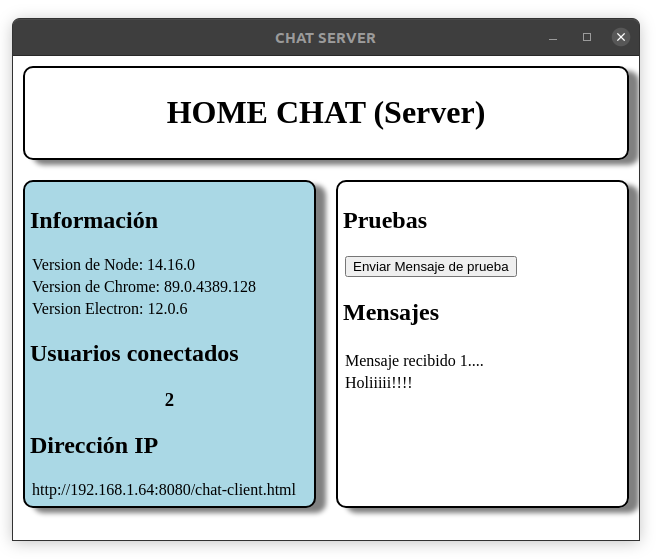 CHAT SERVER
HOME CHAT (Server)
Información
Version de Node: 14.16.0
Version de Chrome: 89.0.4389.128
Version Electron: 12.0.6
Usuarios conectados
2
Dirección IP
http://192.168.1.64:8080/chat-client.html
Pruebas
Enviar Mensaje de prueba
Mensajes
Mensaje recibido 1....
Holiiiii!!!!